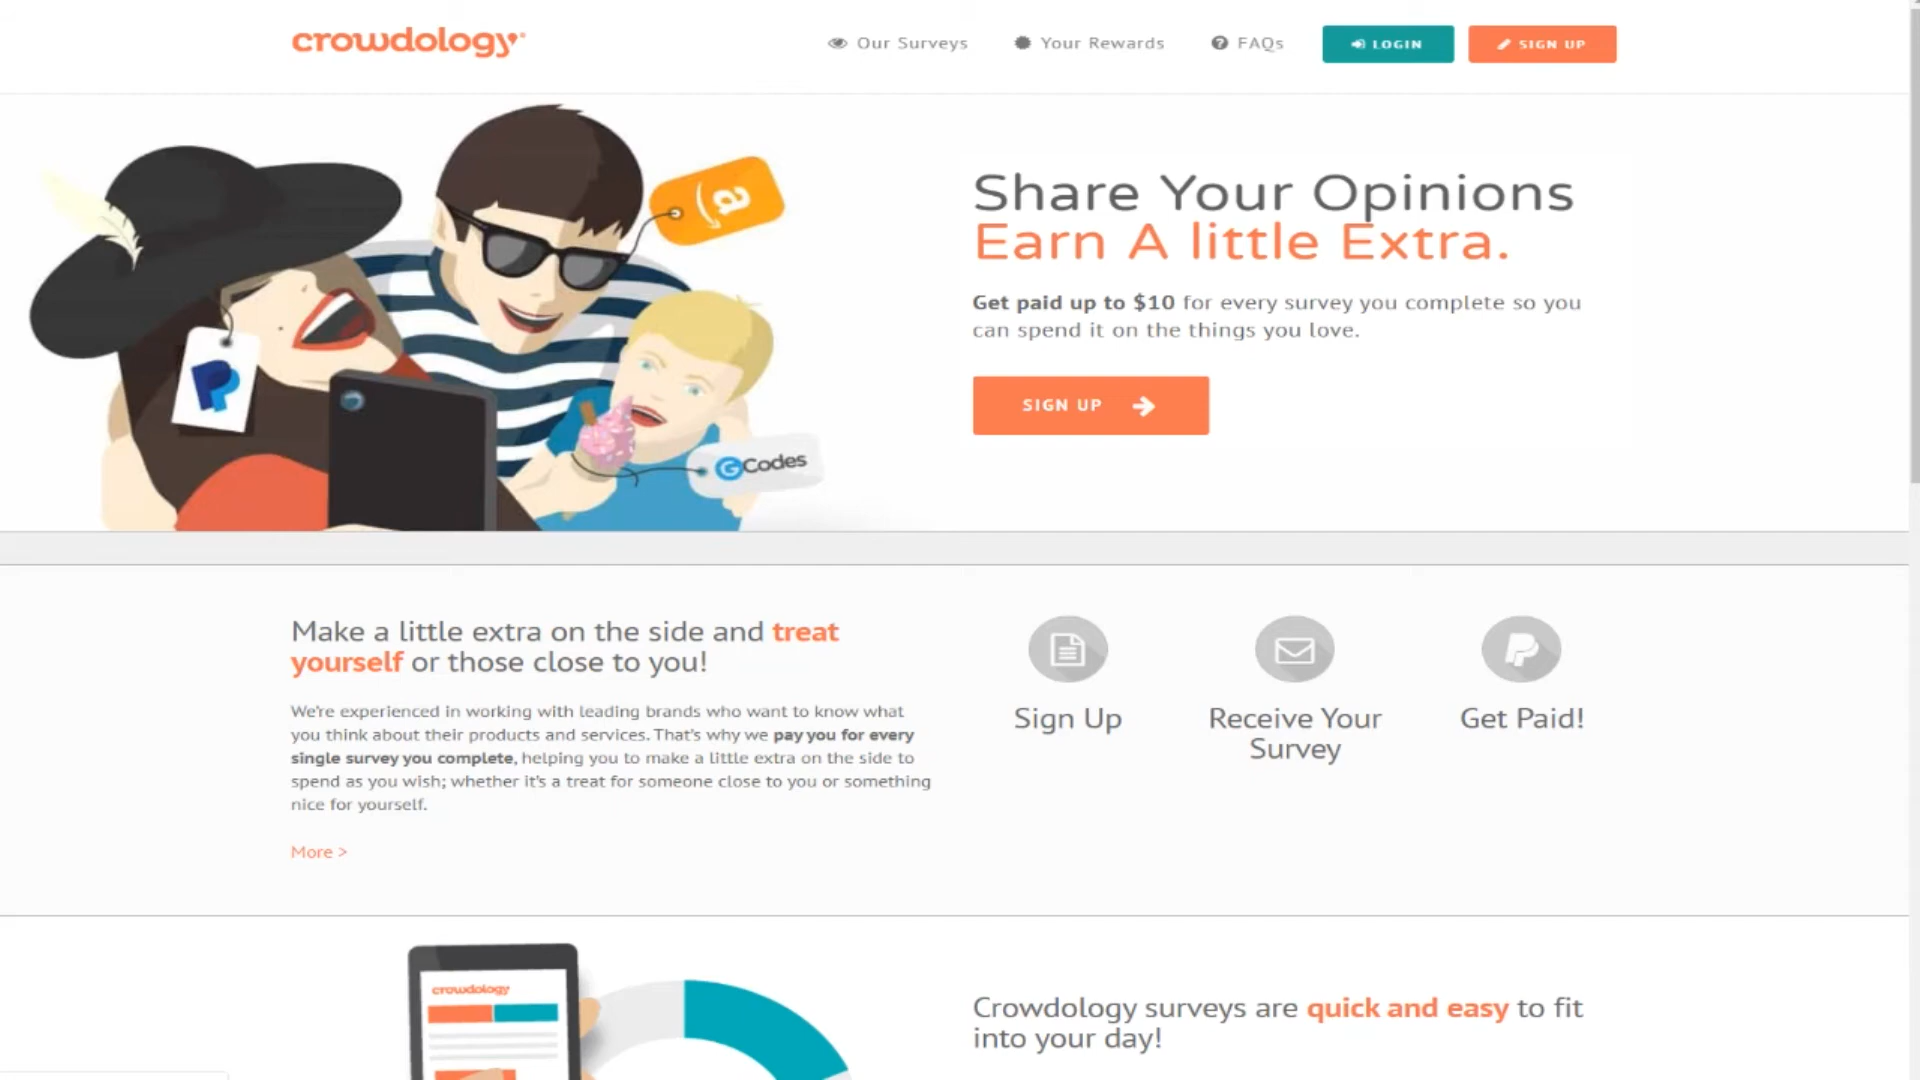 crowdology
Our Surveys
Your Rewards
FAQs
LOGIN
SIGN UP
a
Share Your Opinions
Earn A little Extra.
Get paid up to $10 for every survey you complete so you
can spend it on the things you love.
SIGN UP
GCodes
Make a little extra on the side and treat
yourself or those close to you!
We're experienced in working with leading brands who want to know what
you think about their products and services. That's why we pay you for every
single survey you complete, helping you to make a little extra on the side to
spend as you wish; whether it's a treat for someone close to you or something
nice for yourself.
More >
Sign Up
Receive Your
Survey
Get Paid!
crowdology
Crowdology surveys are quick and easy to fit
into your day!